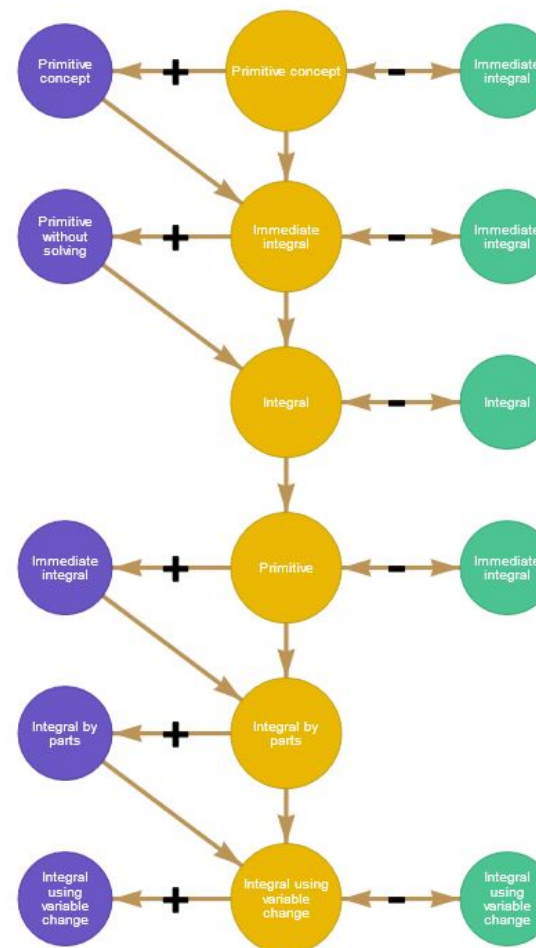 Primitive
concept
+
Primitive concept
-
Immediate
integral
Primitive
without
solving
+
Immediate
integral
-
Immediate
integral
Integral
-
Integral
Immediate
integral
+
Primitive
-
Immediate
integral
Integral by
parts
+
Integral by
parts
Integral
using
variable
change
+
Integral using
variable
change
-
Integral
using
variable
change